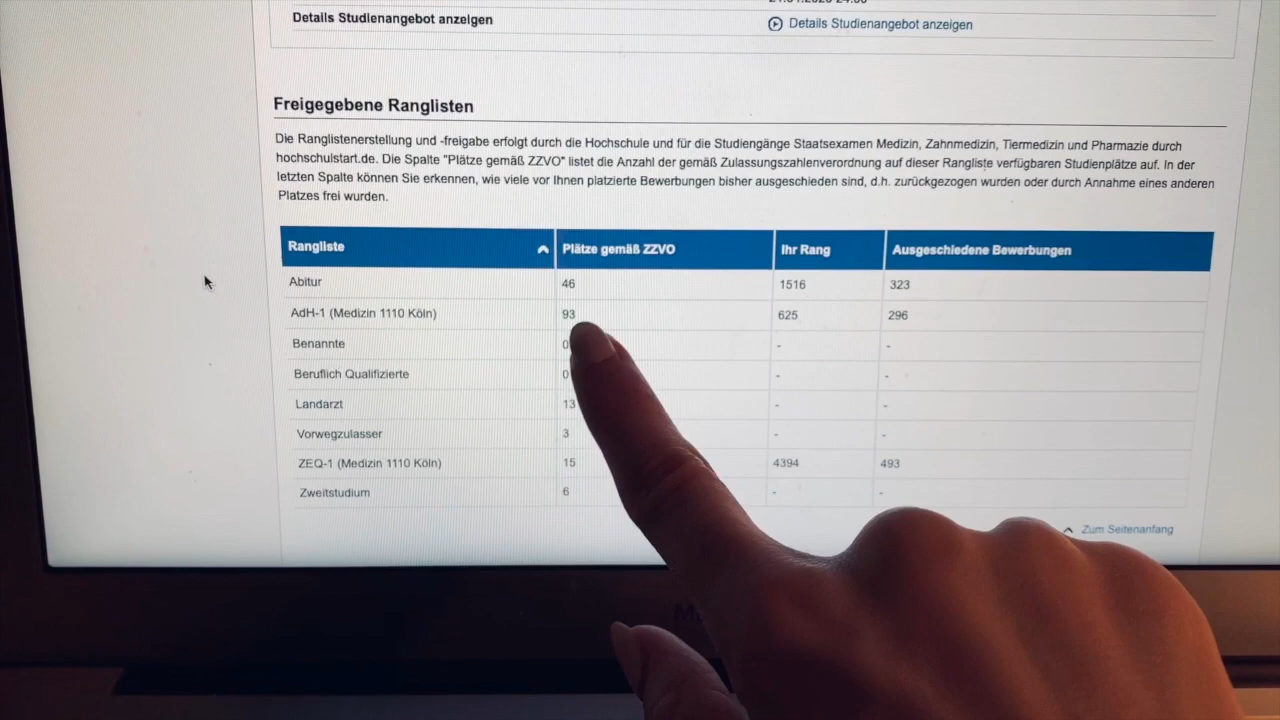 Details Studienangebot anzeigen
Details Studienangebot anzeigen
Freigegebene Ranglisten
Die Ranglistenerstellung und -freigabe erfolgt durch die Hochschule und für die Studiengänge Staatsexamen Medizin, Zahnmedizin, Tiermedizin und Pharmazie durch
hochschulstart.de. Die Spalte "Plätze gemäß ZZVO" listet die Anzahl der gemäß Zulassungszahlenverordnung auf dieser Rangliste verfügbaren Studienplätze auf. In der
letzten Spalte können Sie erkennen, wie viele vor Ihnen platzierte Bewerbungen bisher ausgeschieden sind, d.h. zurückgezogen wurden oder durch Annahme eines anderen
Platzes frei wurden.
Rangliste Plätze gemäß ZZVO Ihr Rang Ausgeschiedene Bewerbungen
Abitur 46 1516 323
AdH-1 (Medizin 1110 Köln) 93 625 296
Benannte 0 - -
Beruflich Qualifizierte 0 - -
Landarzt 13 - -
Vorwegzulasser 3 - -
ZEQ-1 (Medizin 1110 Köln) 15 4394 493
Zweitstudium 6 - -
Zum Seitenanfang